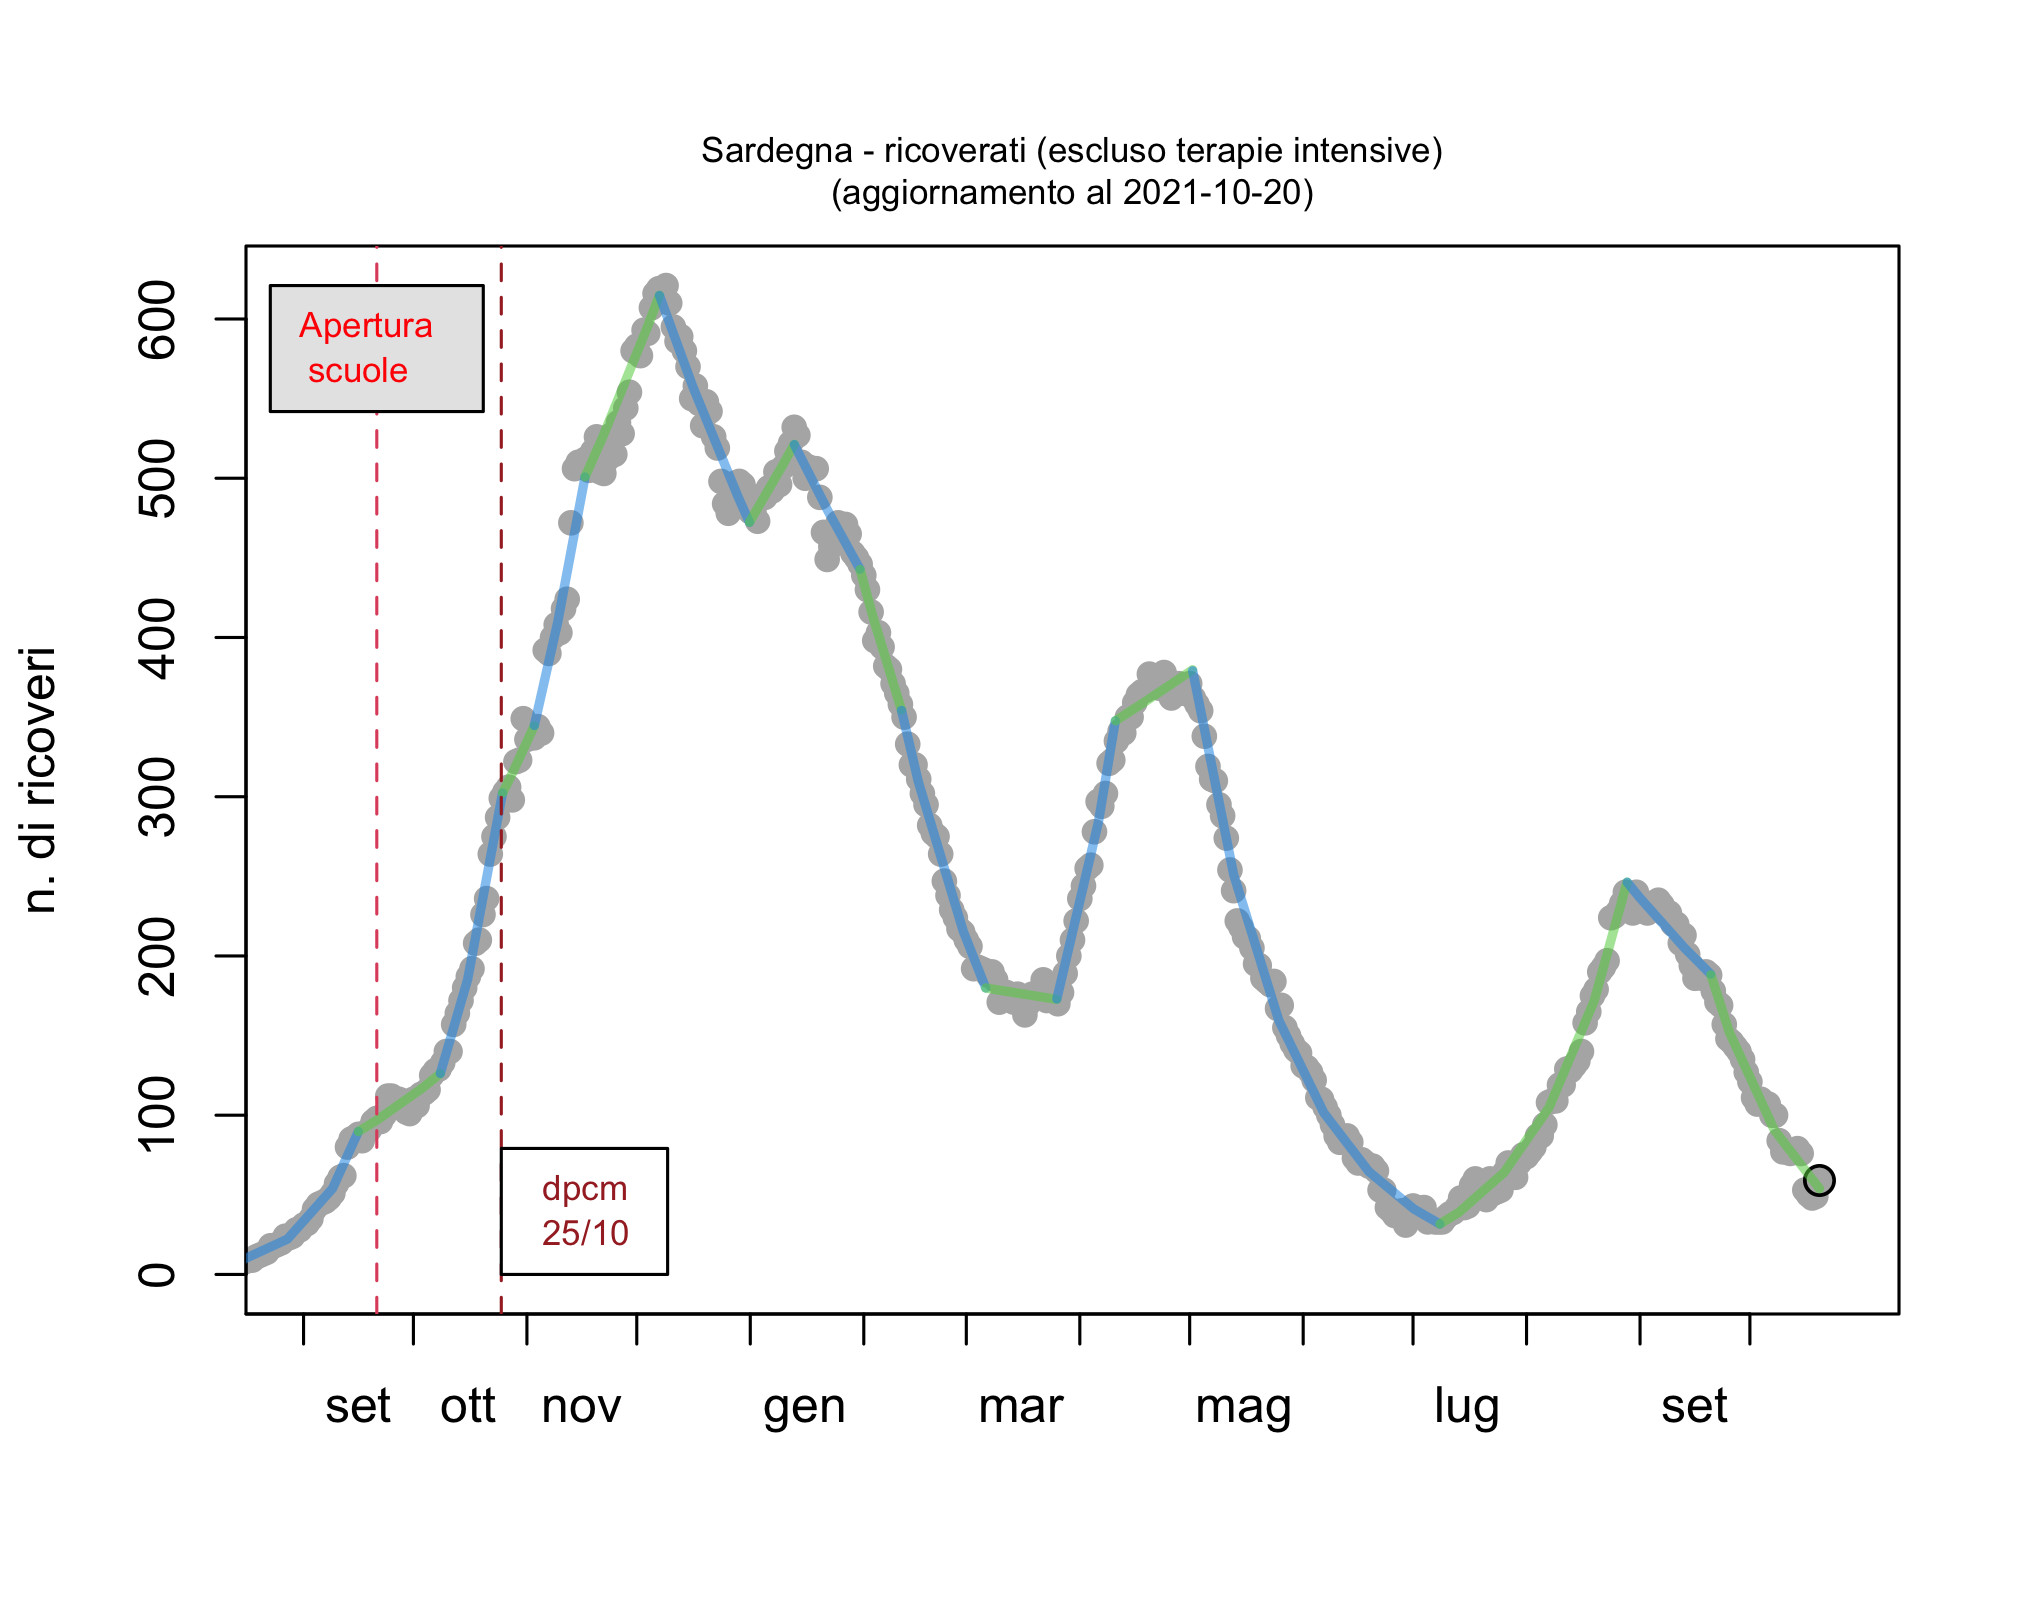 Sardegna - ricoverati (escluso terapie intensive)
(aggiornamento al 2021-10-20)
n. di ricoveri
600
500
400
300
200
100
0
Apertura
scuole
dpcm
25/10
set ott nov gen mar mag lug set